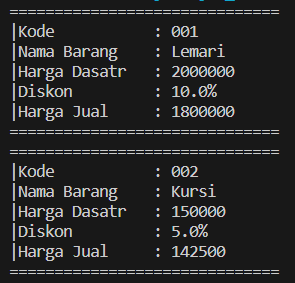 ==============================
|Kode : 001
|Nama Barang : Lemari
|Harga Dasatr : 2000000
|Diskon : 10.0%
|Harga Jual : 1800000
==============================
==============================
|Kode : 002
|Nama Barang : Kursi
|Harga Dasatr : 150000
|Diskon : 5.0%
|Harga Jual : 142500
==============================